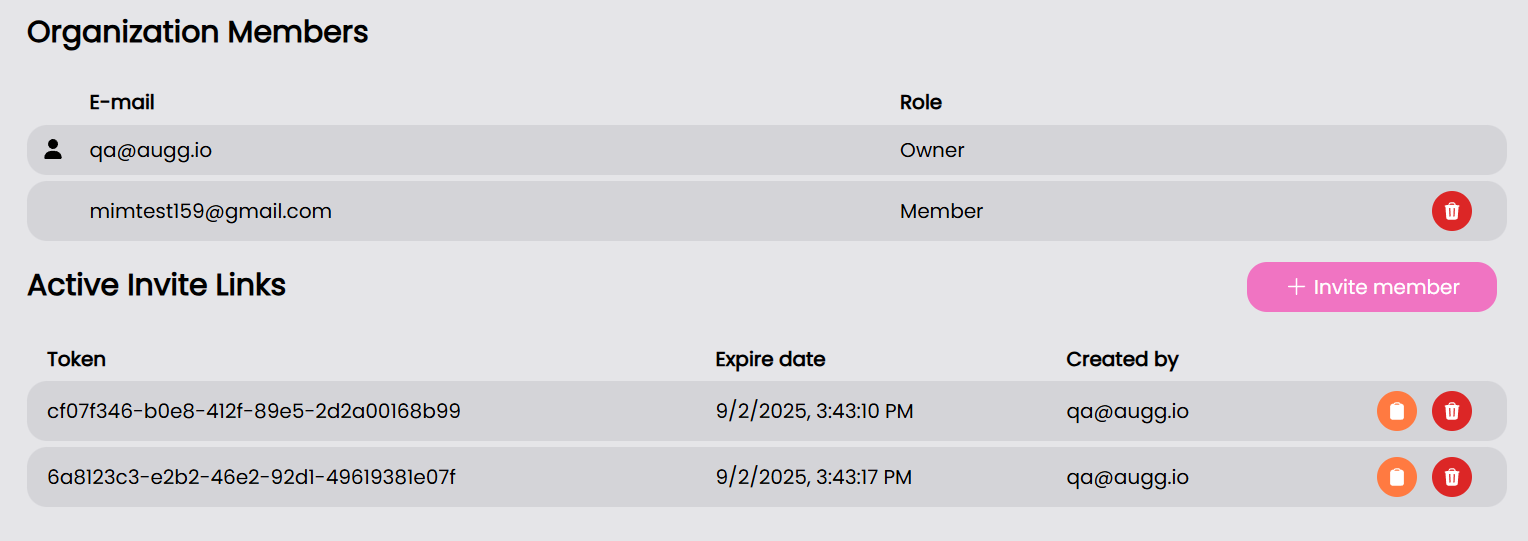 Organization Members
E-mail Role
qa@augg.io Owner
mimtest159@gmail.com Member
Active Invite Links + Invite member
Token Expire date Created by
cf07f346-b0e8-412f-89e5-2d2a00168b99 9/2/2025, 3:43:10 PM qa@augg.io
6a8123c3-e2b2-46e2-92d1-49619381e07f 9/2/2025, 3:43:17 PM qa@augg.io